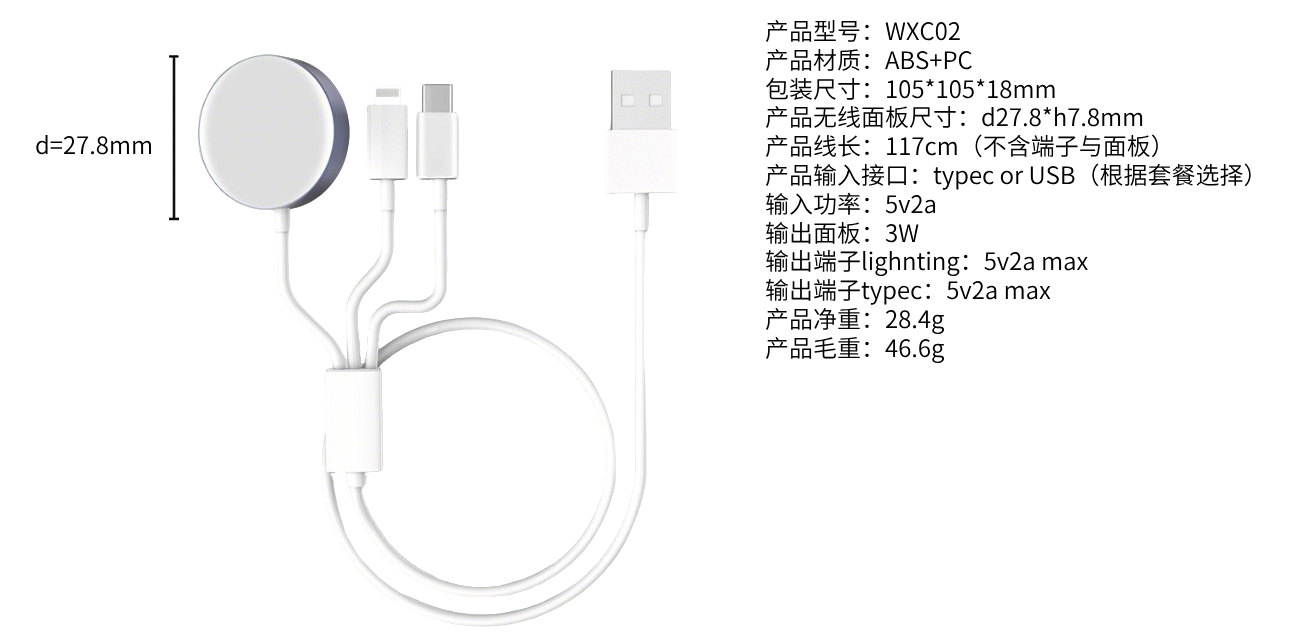 d=27.8mm
产品型号：WXC02
产品材质：ABS+PC
包装尺寸：105*105*18mm
产品无线面板尺寸：d27.8*h7.8mm
产品线长：117cm（不含端子与面板）
产品输入接口：typec or USB（根据套餐选择）
输入功率：5v2a
输出面板：3W
输出端子lighnting：5v2a max
输出端子typec：5v2a max
产品净重：28.4g
产品毛重：46.6g